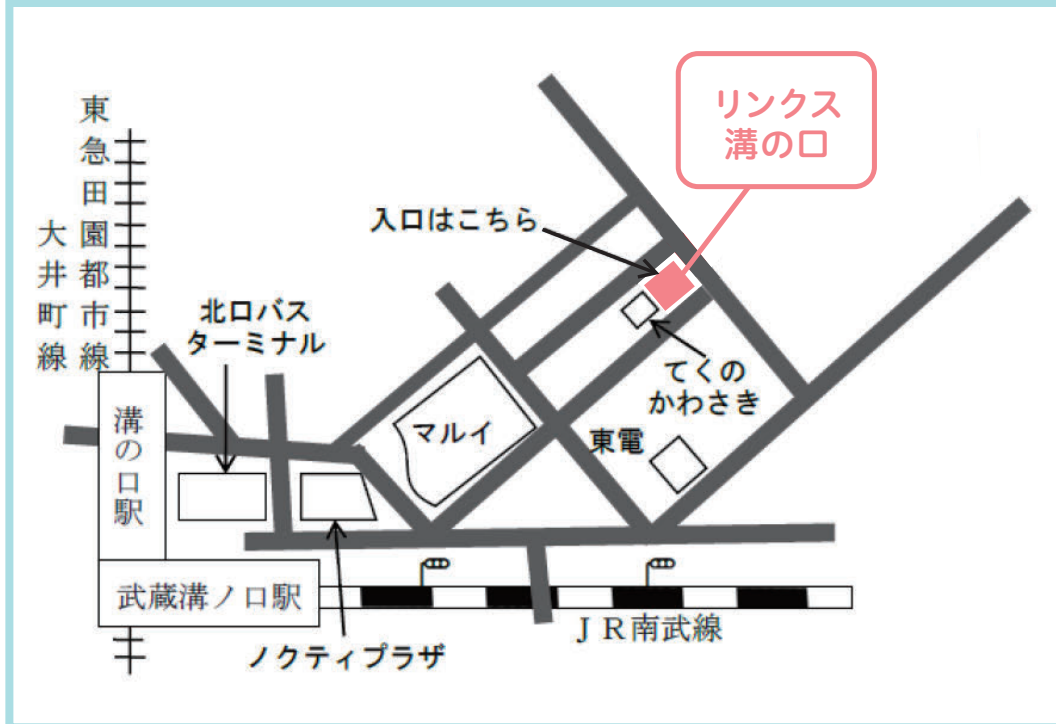 東急田園都市線
大井町線
リンクス
溝の口
入口はこちら
北口バス
ターミナル
てくの
かわさき
マルイ
東電
溝の口駅
武蔵溝ノ口駅
JR南武線
ノクティプラザ